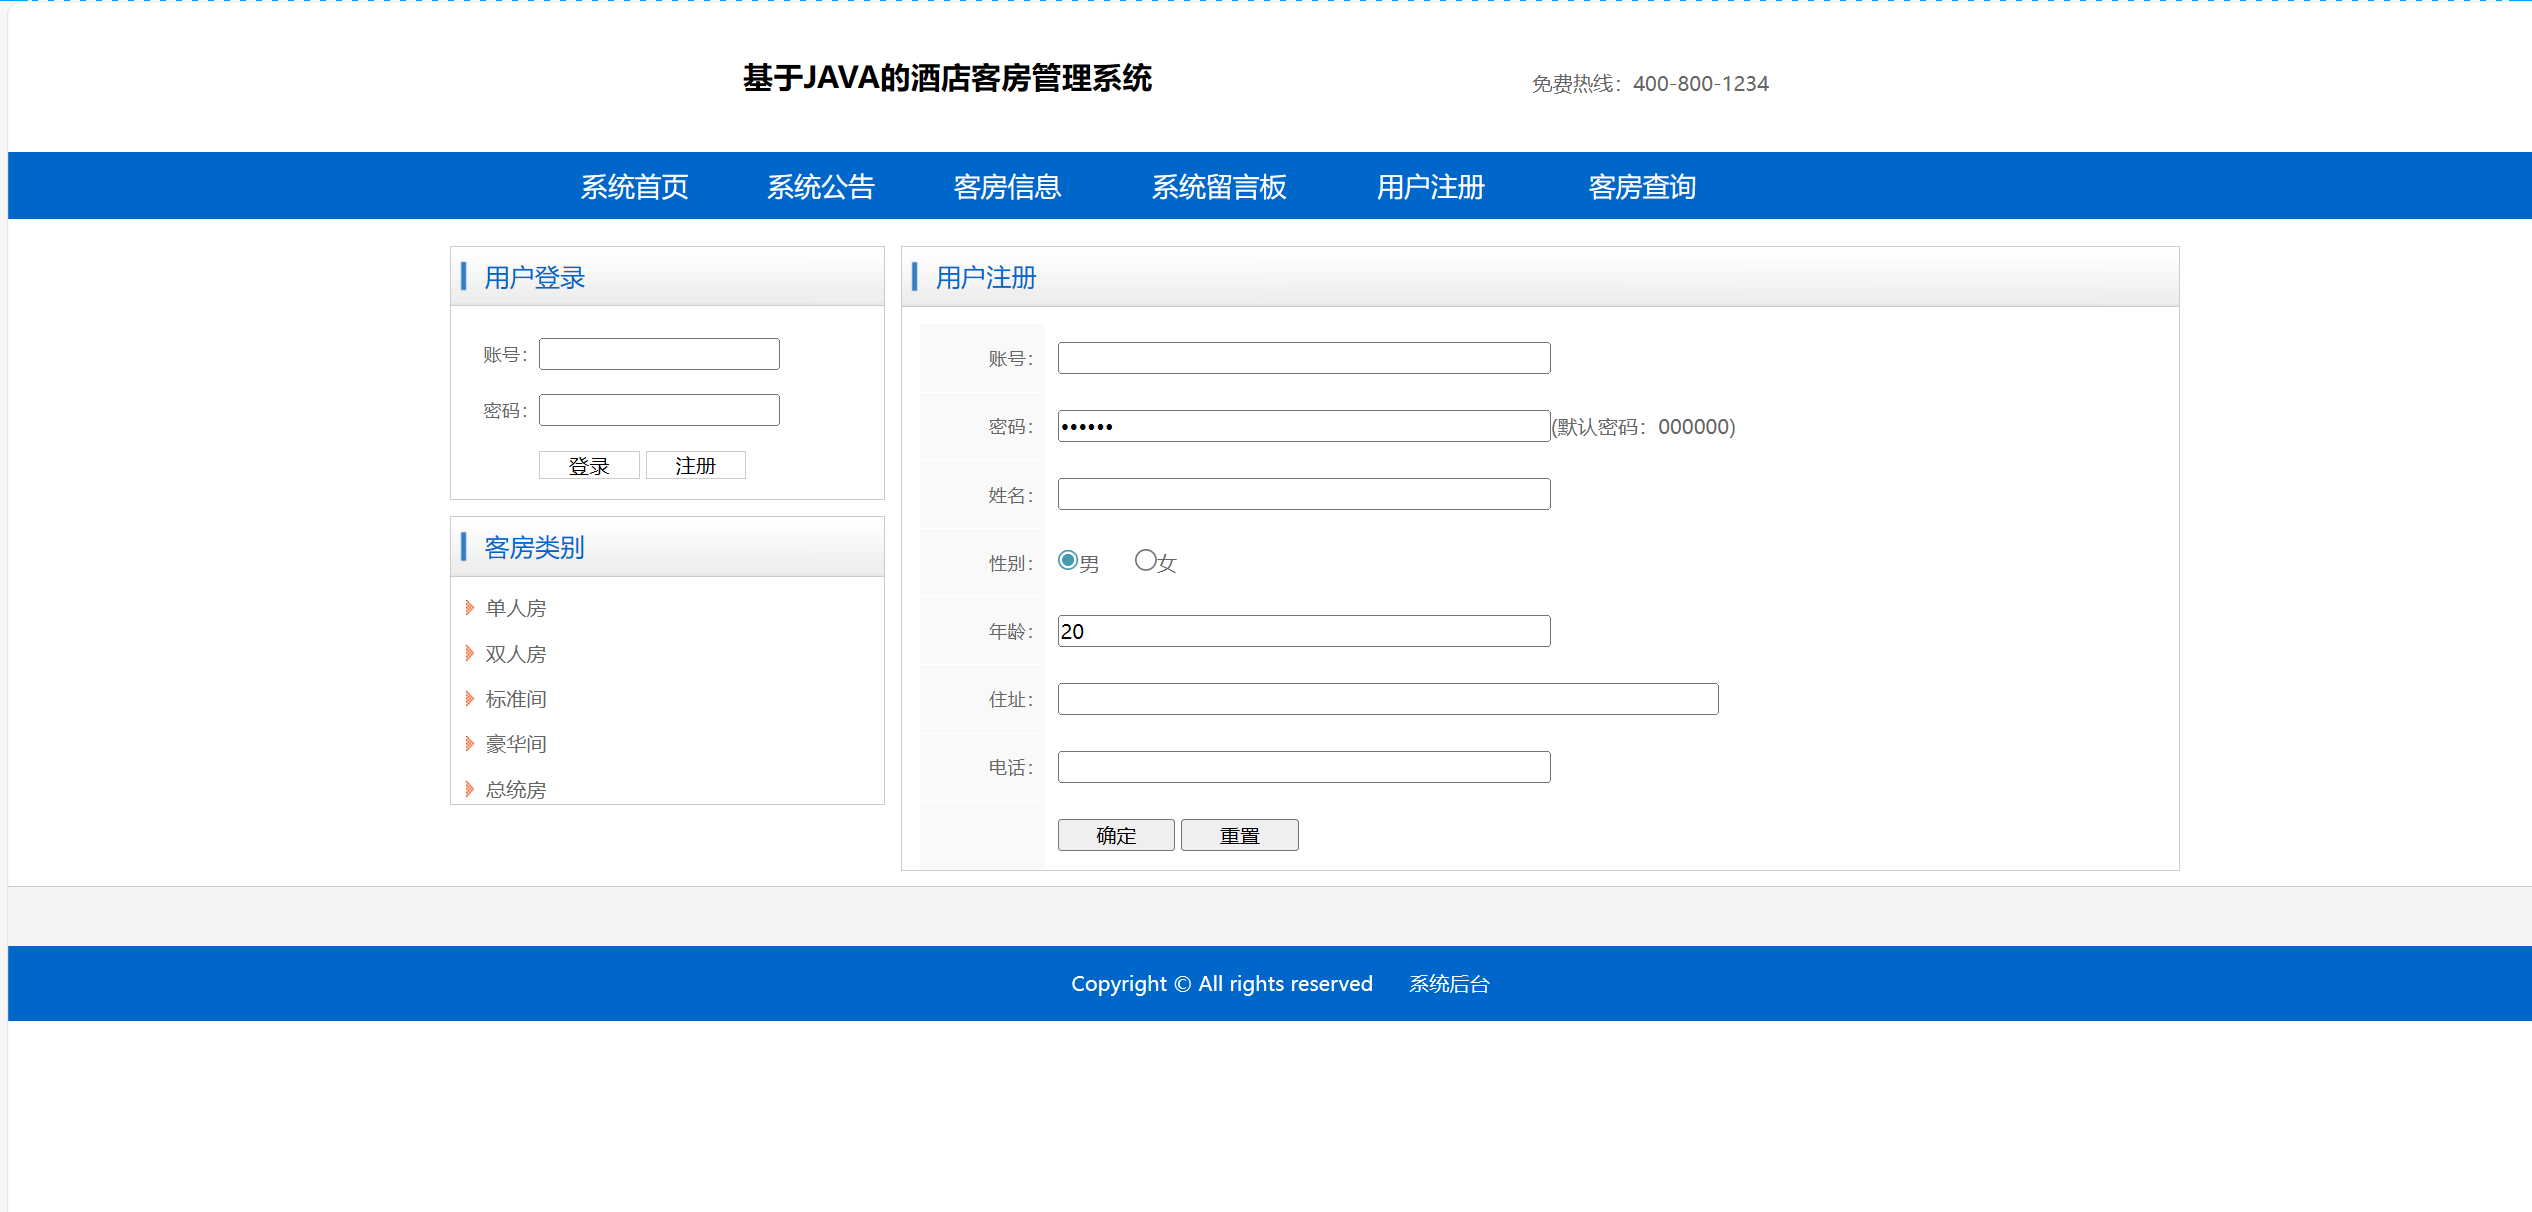 基于JAVA的酒店客房管理系统
免费热线：400-800-1234
系统首页 系统公告 客房信息 系统留言板 用户注册 客房查询
用户登录
账号：
密码：
登录 注册
客房类别
单人房
双人房
标准间
豪华间
总统房
用户注册
账号：
密码： ••••••(默认密码：000000)
姓名：
性别： 男 女
年龄： 20
住址：
电话：
确定 重置
Copyright © All rights reserved 系统后台